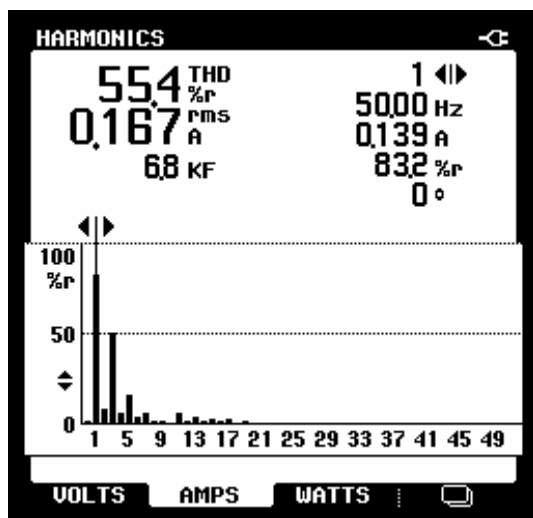 HARMONICS
55,4 THD %r
0,167 rms A
6,8 KF
1
50,00 Hz
0,139 A
83,2 %r
0 °
100
%r
50
0
1 5 9 13 17 21 25 29 33 37 41 45 49
VOLTS AMPS WATTS